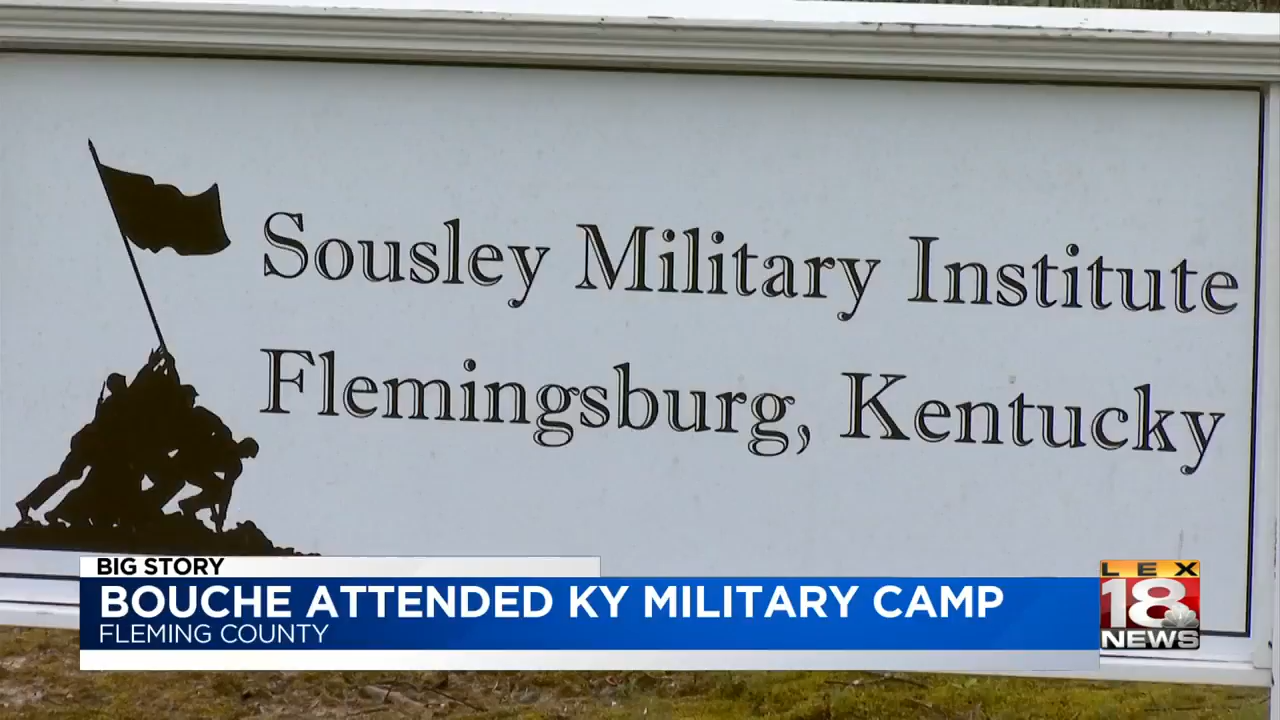 Sousley Military Institute
Flemingsburg, Kentucky
BIG STORY
BOUCHE ATTENDED KY MILITARY CAMP
FLEMING COUNTY
LEX
18
NEWS